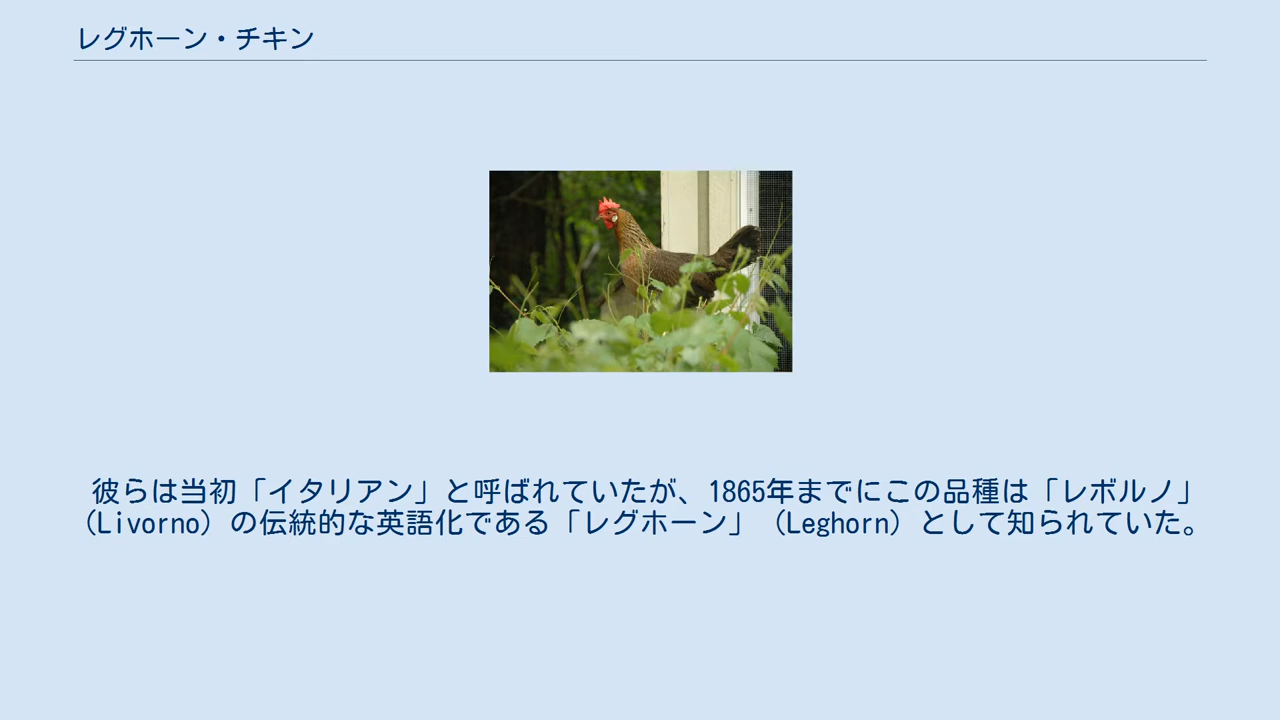 レグホーン・チキン
彼らは当初「イタリアン」と呼ばれていたが、1865年までにこの品種は「レボルノ」
（Livorno）の伝統的な英語化である「レグホーン」（Leghorn）として知られていた。